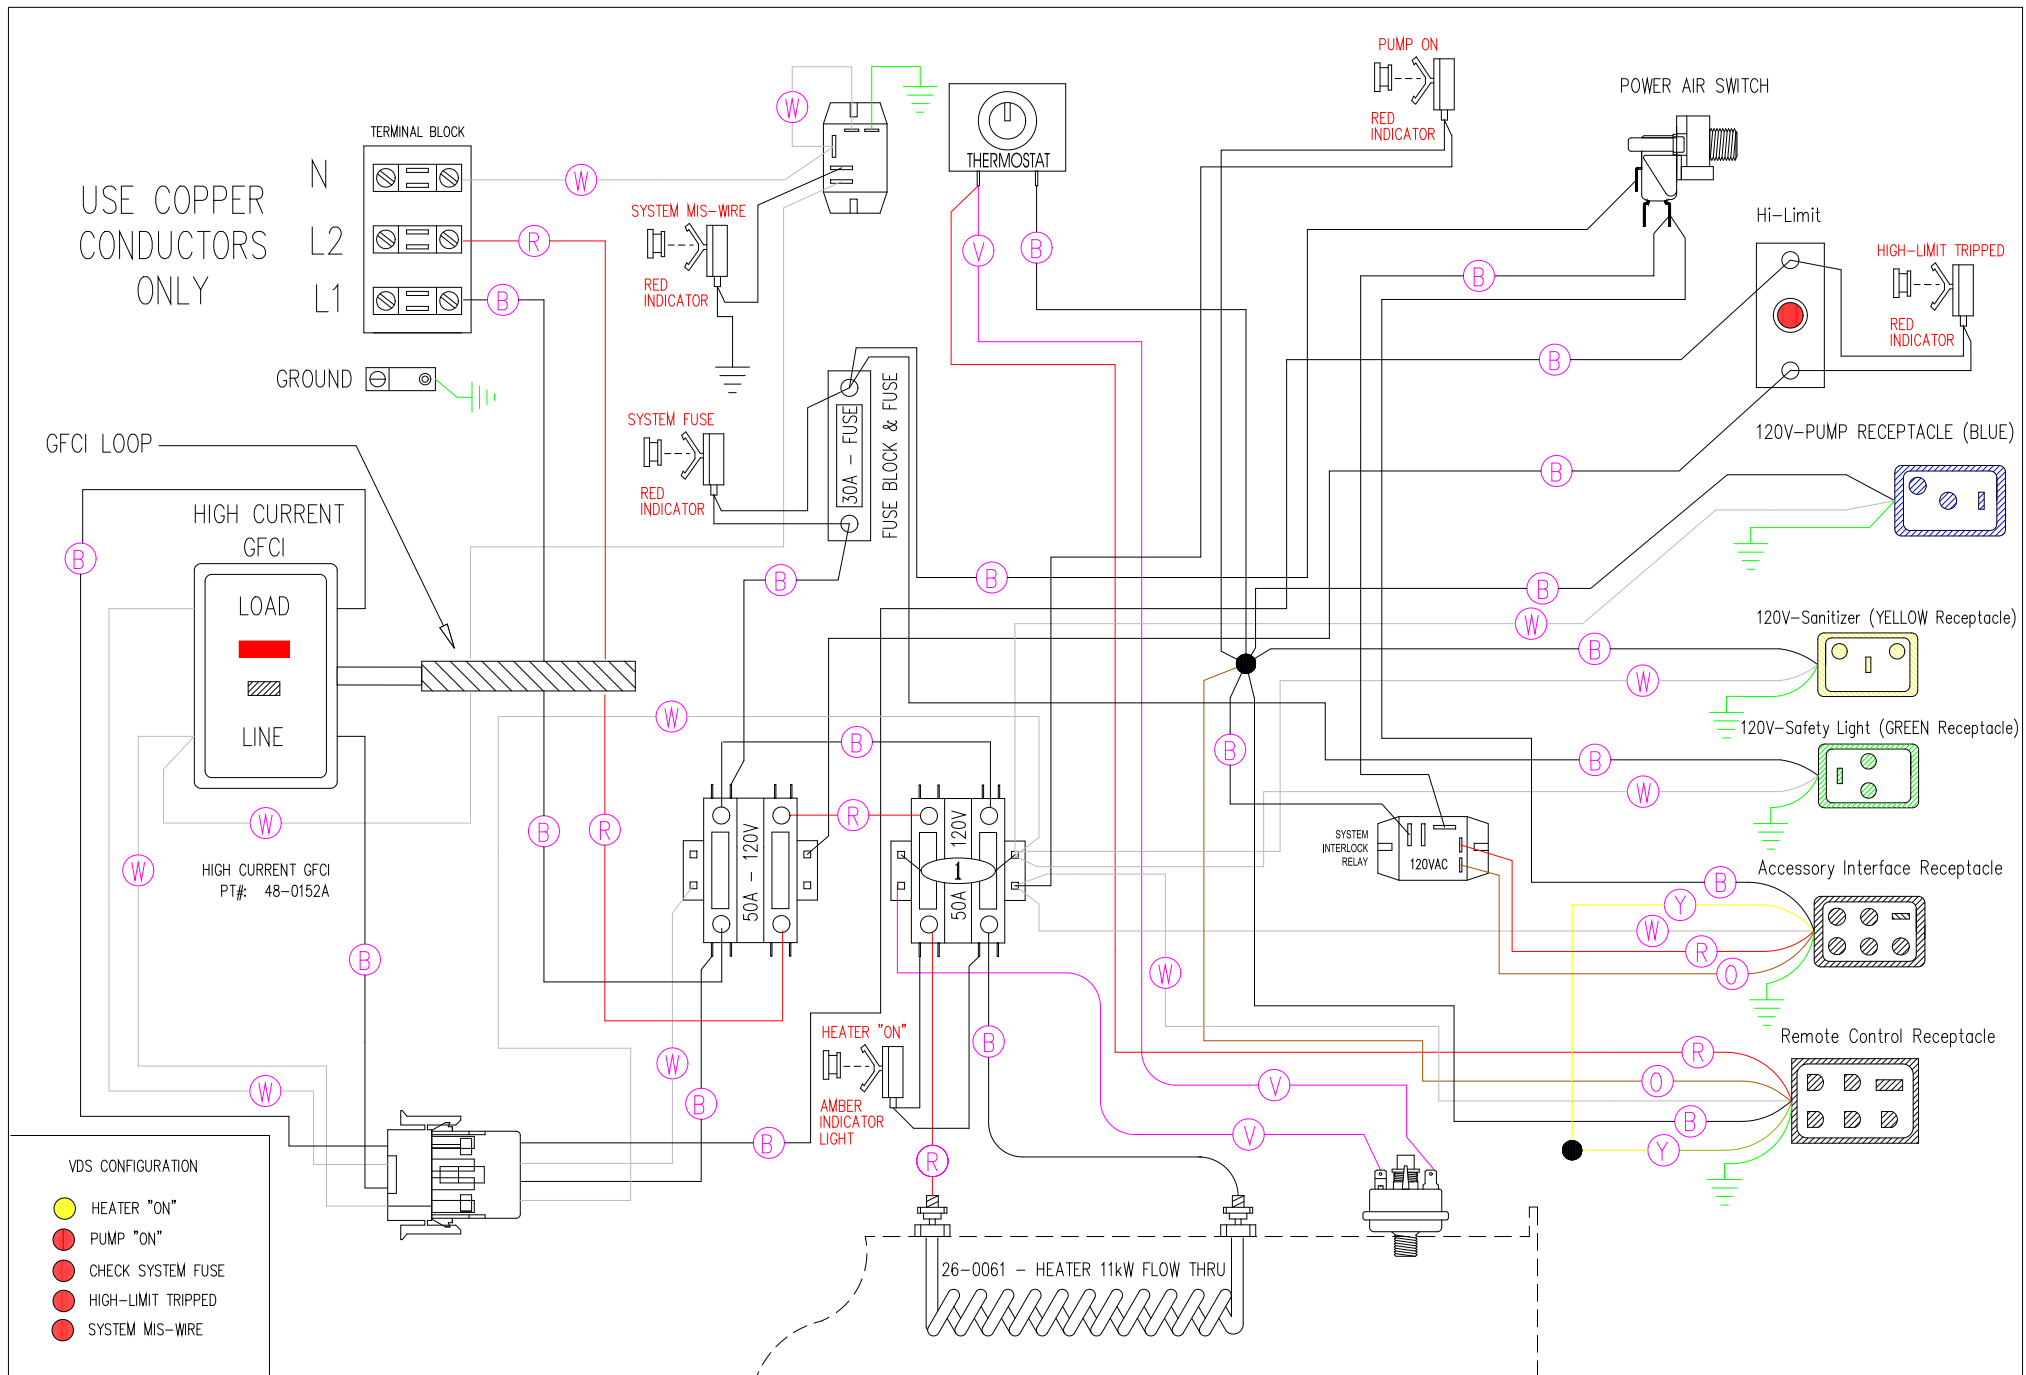 PUMP ON
RED
INDICATOR
POWER AIR SWITCH
TERMINAL BLOCK
W
THERMOSTAT
USE COPPER
CONDUCTORS
ONLY
N
L2
L1
W
R
B
SYSTEM MIS-WIRE
RED
INDICATOR
V
B
B
Hi-Limit
HIGH-LIMIT TRIPPED
RED
INDICATOR
GROUND
B
GFCI LOOP
SYSTEM FUSE
RED
INDICATOR
30A - FUSE
FUSE BLOCK & FUSE
B
120V-PUMP RECEPTACLE (BLUE)
HIGH CURRENT
GFCI
B
LOAD
LINE
B
B
B
W
120V-Sanitizer (YELLOW Receptacle)
B
W
W
B
B
120V-Safety Light (GREEN Receptacle)
B
W
W
B
R
R
50A - 120V
50A
120V
1
SYSTEM
INTERLOCK
RELAY
120VAC
HIGH CURRENT GFCI
PT#: 48-0152A
W
B
Accessory Interface Receptacle
B
Y
W
R
O
W
HEATER "ON"
AMBER
INDICATOR
LIGHT
B
W
B
B
W
R
V
V
Remote Control Receptacle
R
O
B
Y
VDS CONFIGURATION
HEATER "ON"
PUMP "ON"
CHECK SYSTEM FUSE
HIGH-LIMIT TRIPPED
SYSTEM MIS-WIRE
26-0061 - HEATER 11kW FLOW THRU